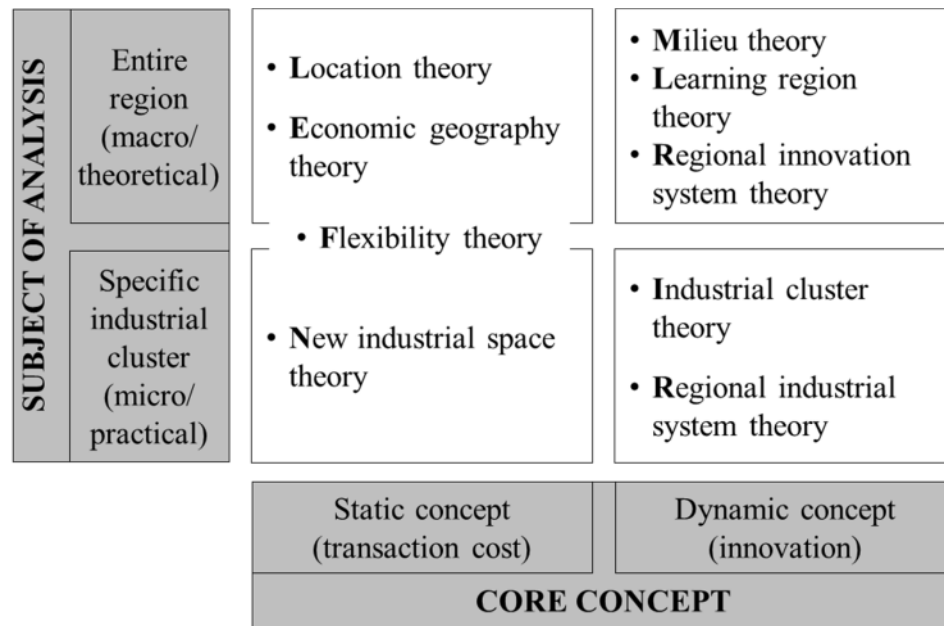 SUBJECT OF ANALYSIS
Entire
region
(macro/
theoretical)
• Location theory
• Economic geography
theory
• Milieu theory
• Learning region
theory
• Regional innovation
system theory
• Flexibility theory
Specific
industrial
cluster
(micro/
practical)
• New industrial space
theory
• Industrial cluster
theory
• Regional industrial
system theory
Static concept
(transaction cost)
Dynamic concept
(innovation)
CORE CONCEPT